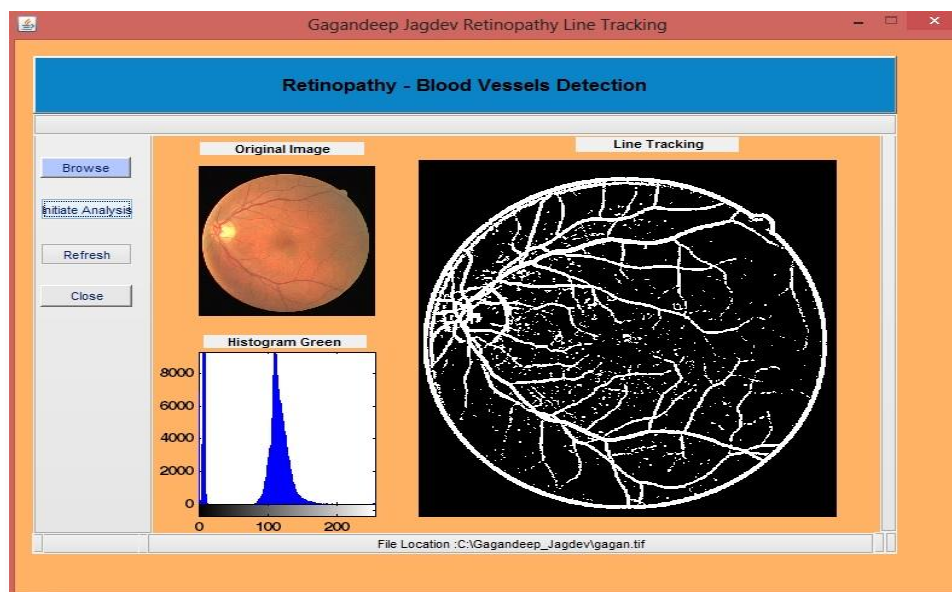 Gagandeep Jagdev Retinopathy Line Tracking
Retinopathy - Blood Vessels Detection
Browse
Initiate Analysis
Refresh
Close
Original Image
Line Tracking
Histogram Green
8000
6000
4000
2000
0
0 100 200
File Location :C:\Gagandeep_Jagdev\gagan.tif